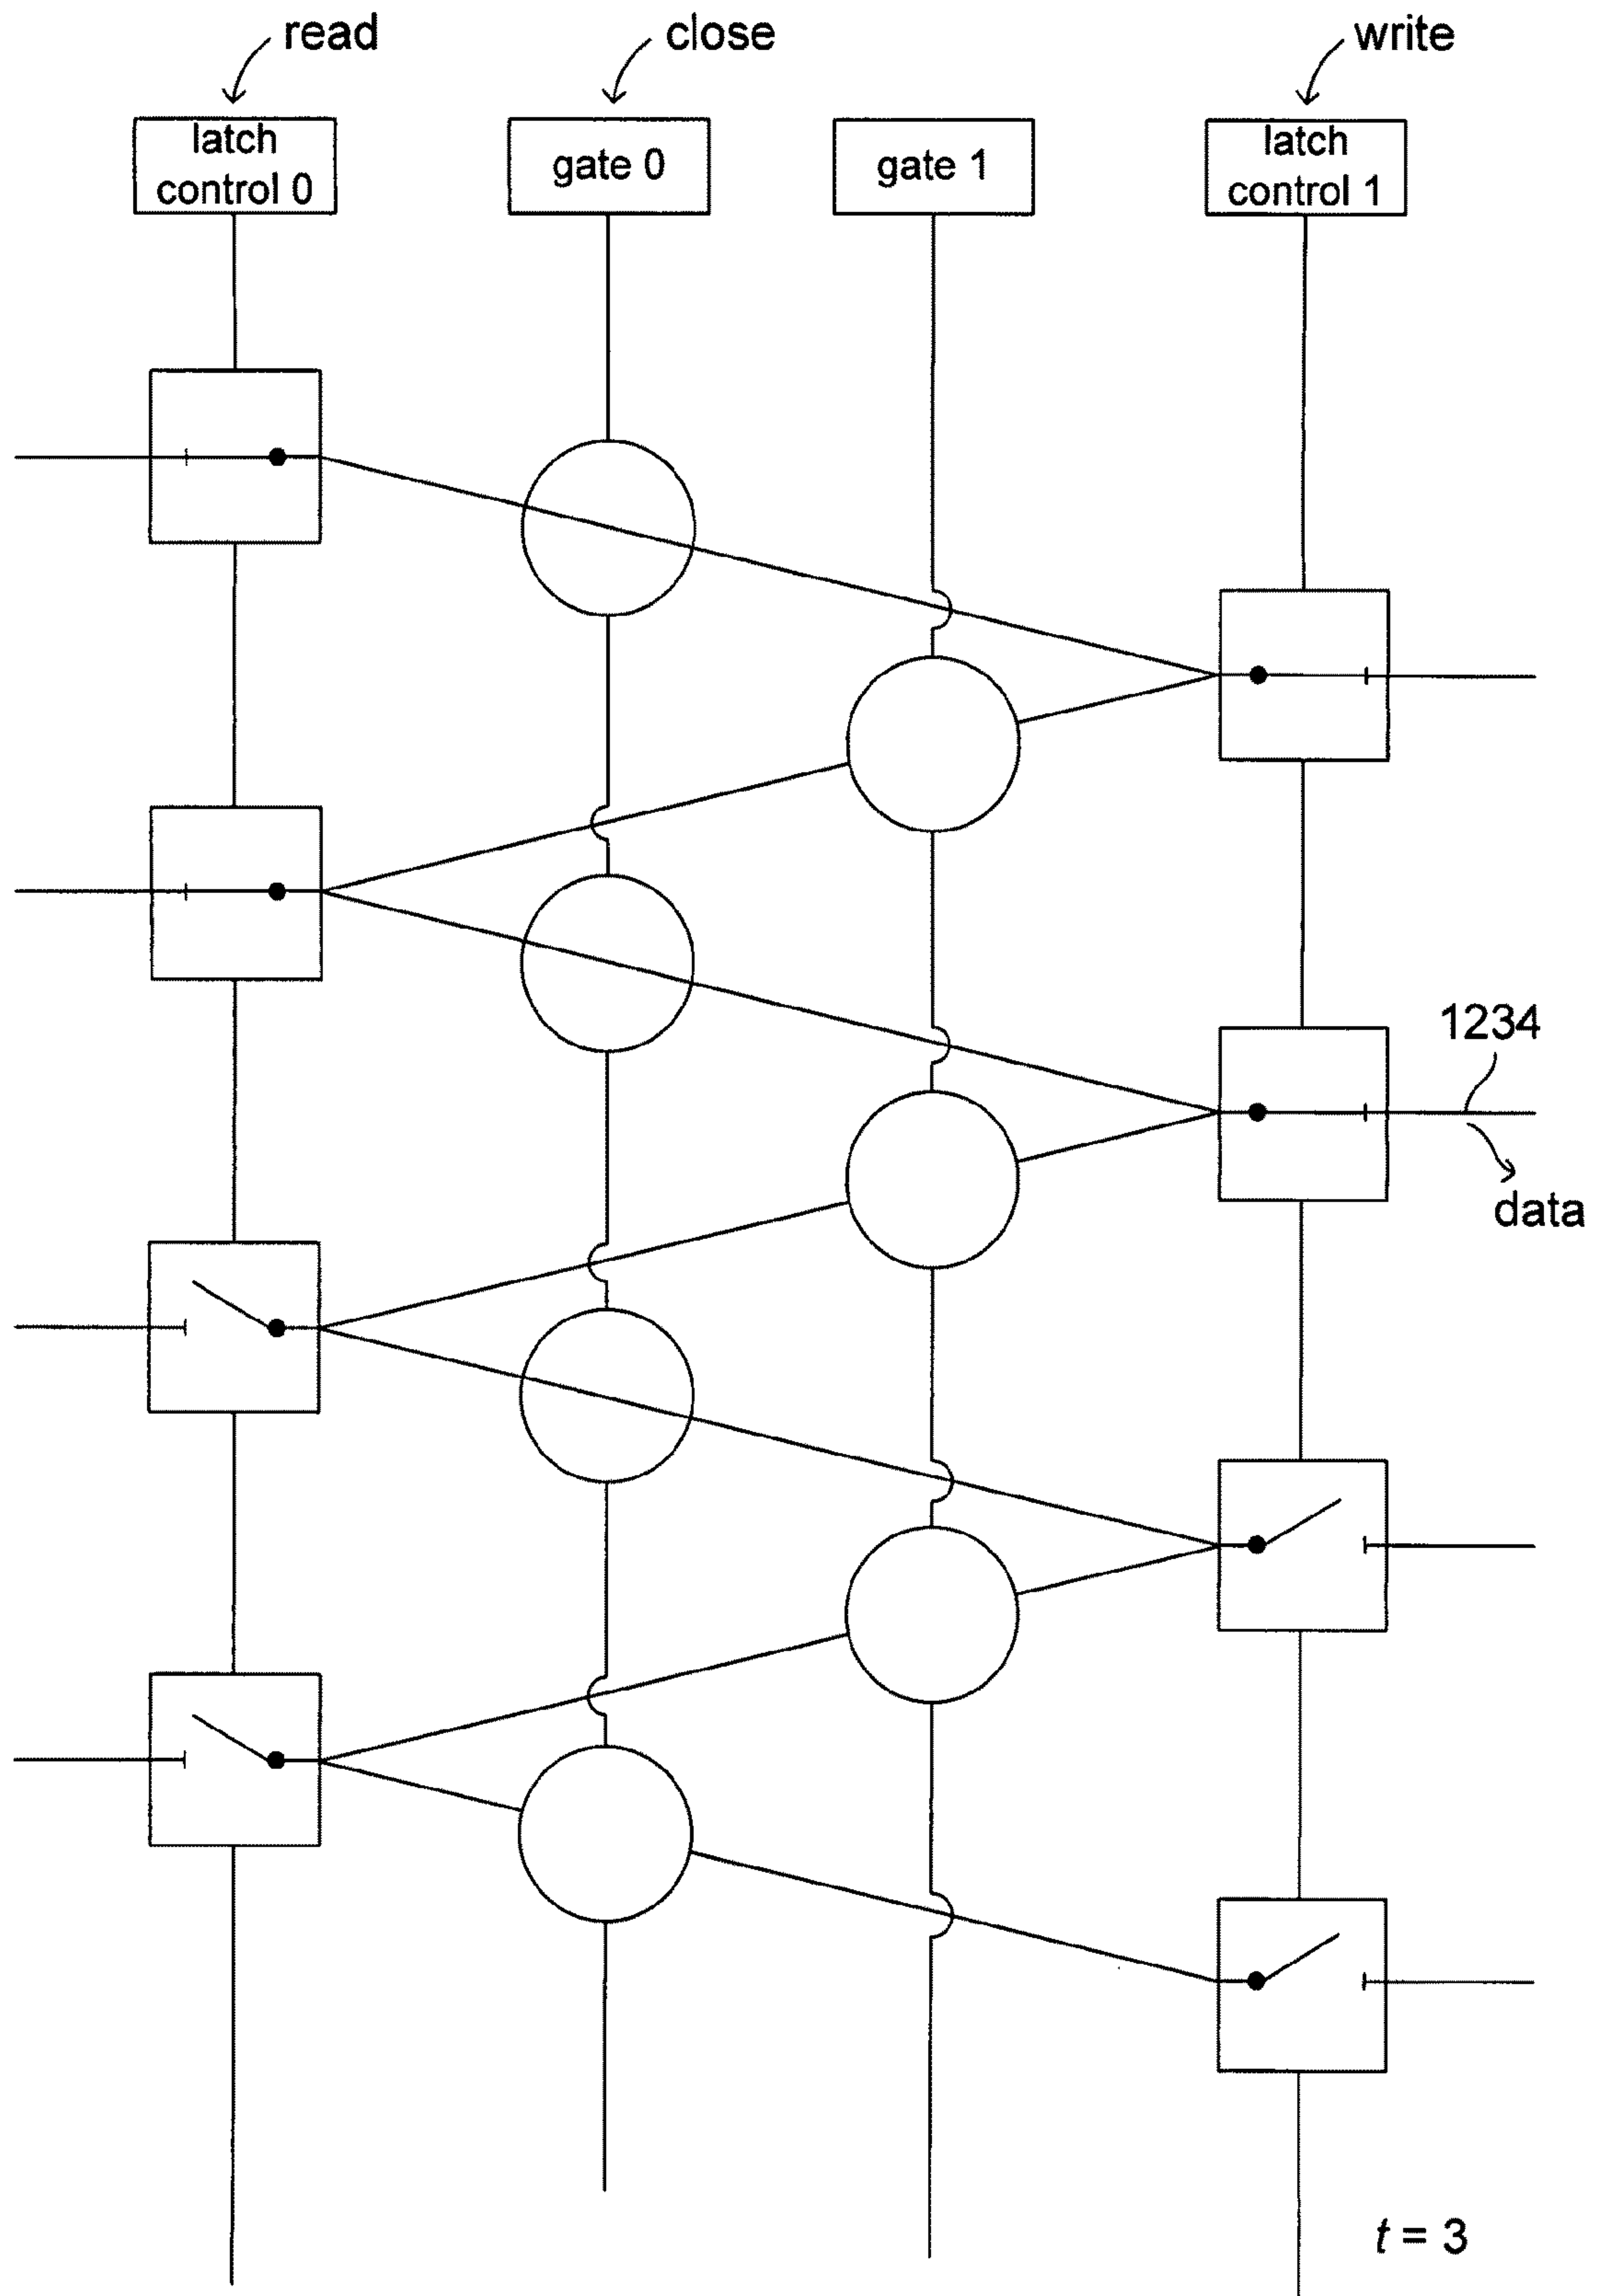 read
close
write
latch
control 0
gate 0
gate 1
latch
control 1
1234
data
t = 3